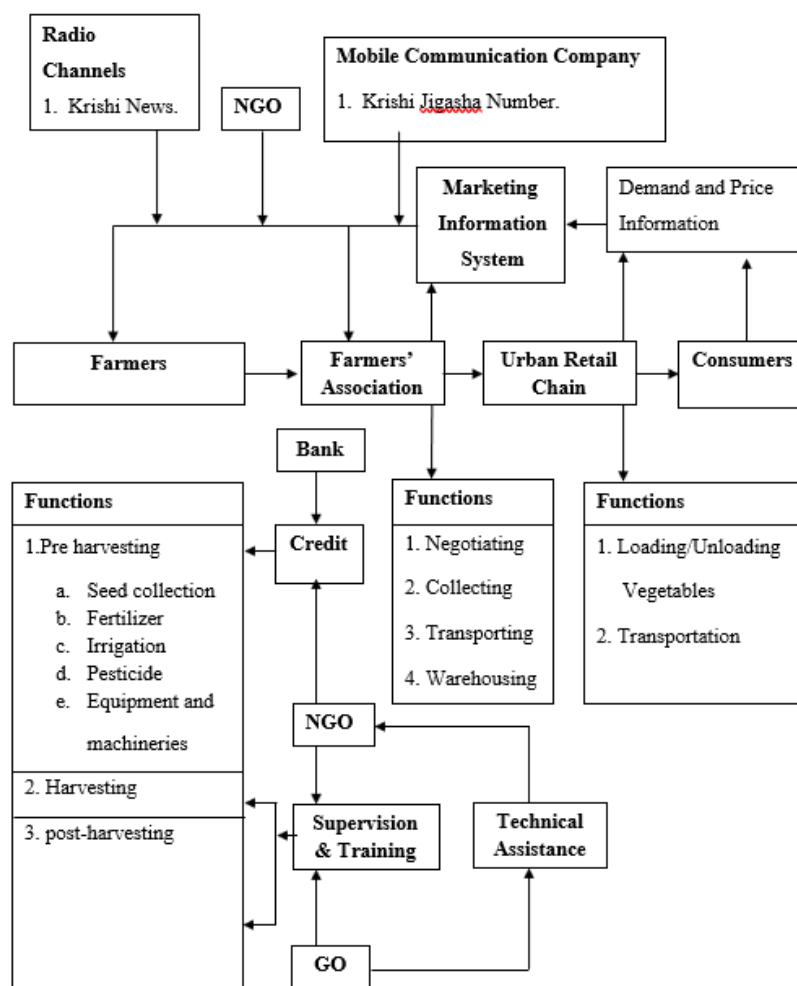 Radio
Channels
1. Krishi News.
NGO
Mobile Communication Company
1. Krishi Jigasha Number.
Marketing
Information
System
Demand and Price
Information
Farmers
Farmers’
Association
Urban Retail
Chain
Consumers
Bank
Credit
Functions
1.Pre harvesting
a. Seed collection
b. Fertilizer
c. Irrigation
d. Pesticide
e. Equipment and
machineries
2. Harvesting
3. post-harvesting
Functions
1. Negotiating
2. Collecting
3. Transporting
4. Warehousing
Functions
1. Loading/Unloading
Vegetables
2. Transportation
NGO
Supervision
& Training
Technical
Assistance
GO